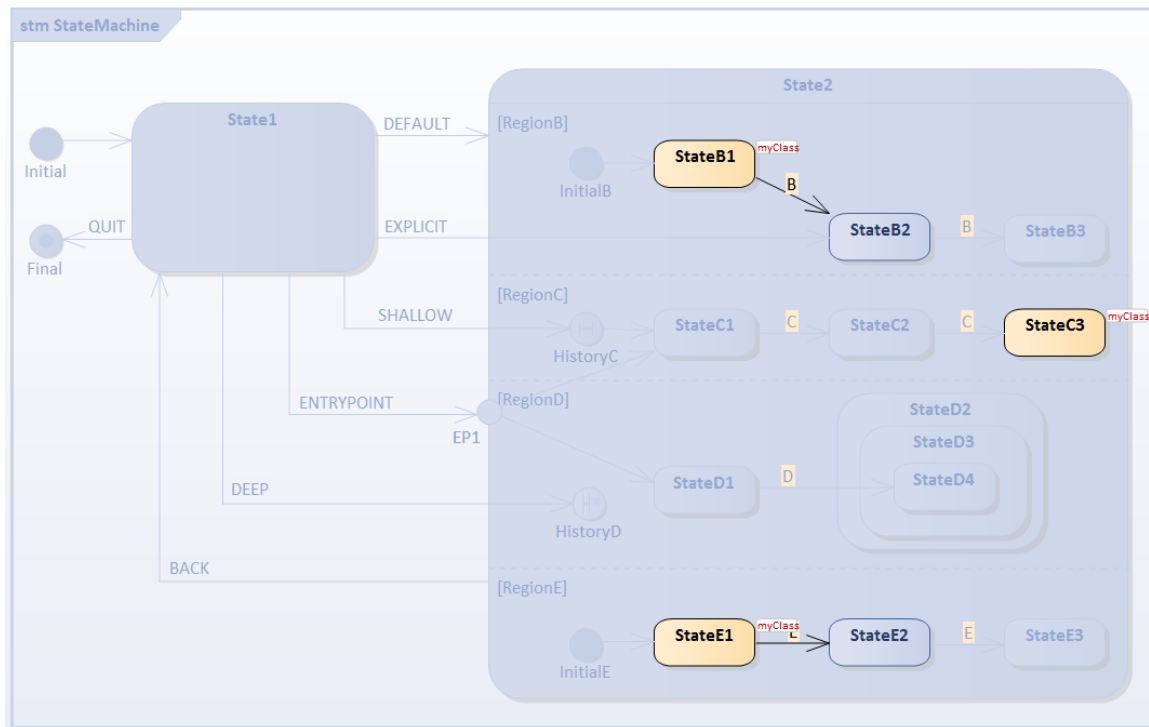 stm StateMachine
State2
State1
DEFAULT
[RegionB]
Initial
InitialB
StateB1
myClass
B
QUIT
EXPLICIT
StateB2
B
StateB3
Final
[RegionC]
SHALLOW
HistoryC
StateC1
C
StateC2
C
StateC3
myClass
ENTRYPOINT
EP1
[RegionD]
StateD2
StateD3
StateD1
D
StateD4
DEEP
HistoryD
BACK
[RegionE]
InitialE
StateE1
myClass
StateE2
E
StateE3